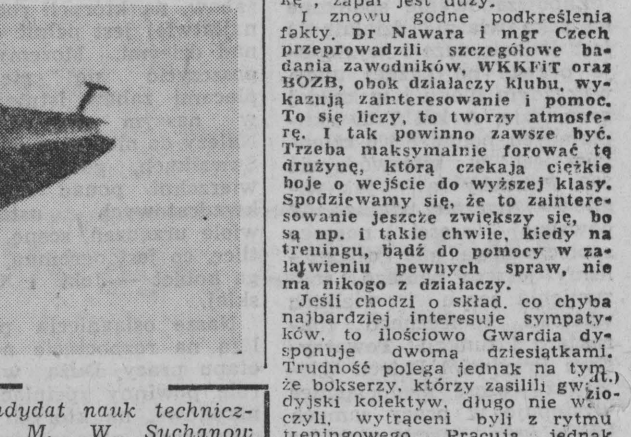 kę", zapał jest duży.
I znowu godne podkreślenia
fakty. Dr Nawara i mgr Czech
przeprowadzili szczegółowe ba-
dania zawodników, WKKFiT oraz
BOZB, obok działaczy klubu, wy-
kazują zainteresowanie i pomoc.
To się liczy, to tworzy atmosfe-
rę. I tak powinno zawsze być.
Trzeba maksymalnie forować tę
drużynę, którą czekają ciężkie
boje o wejście do wyższej klasy.
Spodziewamy się, że to zaintere-
sowanie jeszcze zwiększy się, bo
są np. i takie chwile, kiedy na
treningu, bądź do pomocy w za-
łatwieniu pewnych spraw, nie
ma nikogo z działaczy.
Jeśli chodzi o skład, co chyba
najbardziej interesuje sympaty-
ków, to ilościowo Gwardia dy-
sponuje dwoma dziesiątkami.
Trudność polega jednak na tym
że bokserzy, którzy zasilili
dyjski kolektyw, długo nie
czyli, wytrąceni byli z rytmu
treningowego. Pracują jednak
dydat nauk technicz-
M. W. Suchanow